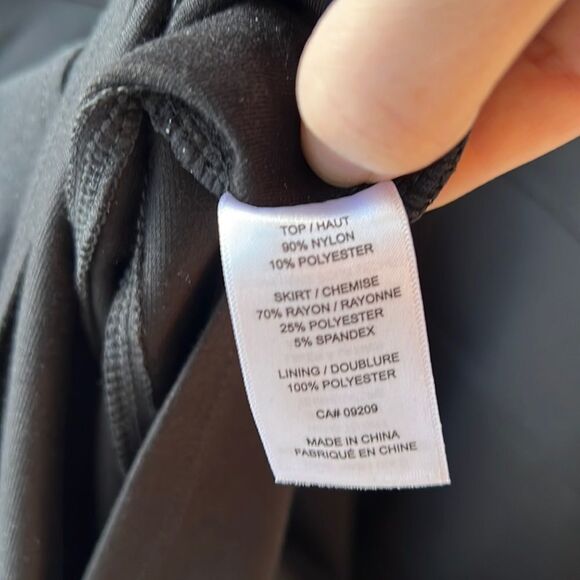 TOP / HAUT
90% NYLON
10% POLYESTER
SKIRT / CHEMISE
70% RAYON / RAYONNE
25% POLYESTER
5% SPANDEX
LINING / DOUBLURE
100% POLYESTER
CA# 09209
MADE IN CHINA
FABRIQUÉ EN CHINE